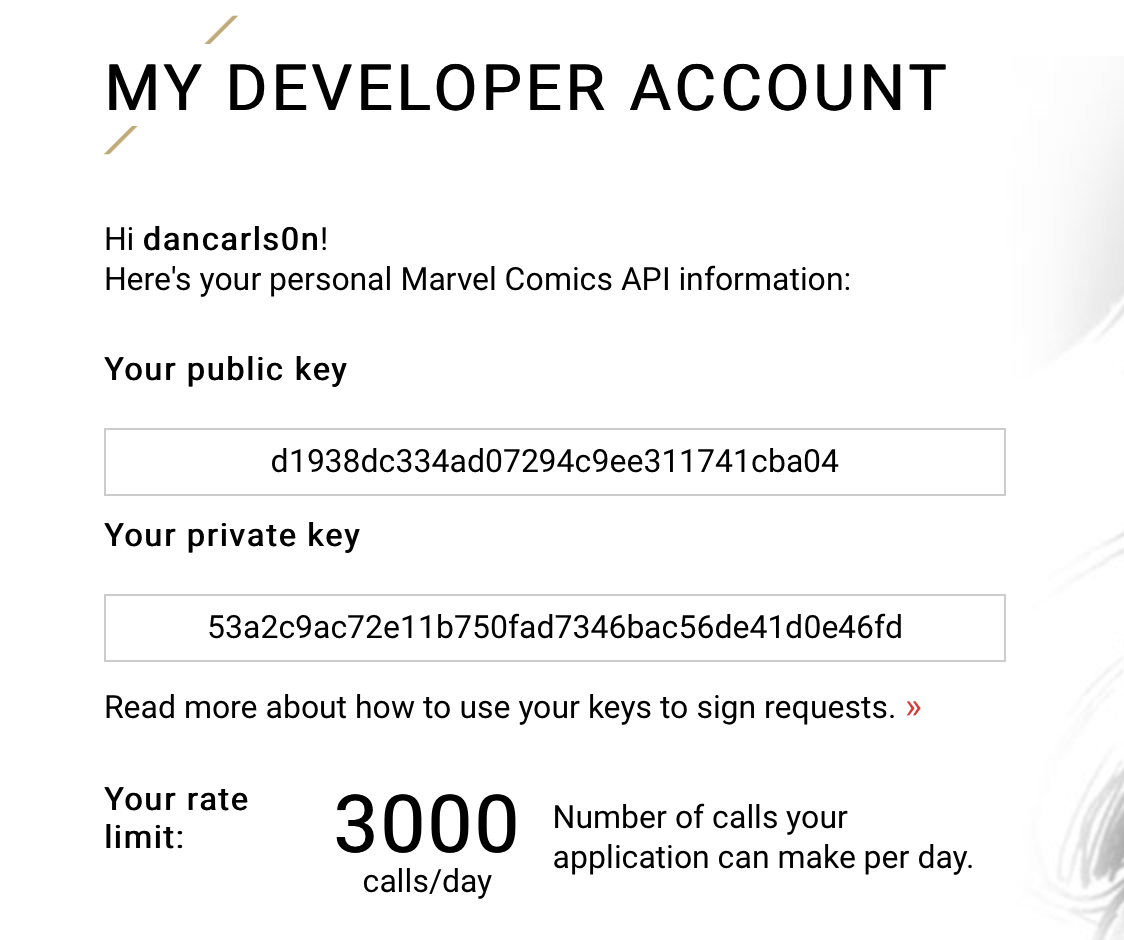 MY DEVELOPER ACCOUNT
Hi dancarls0n!
Here's your personal Marvel Comics API information:
Your public key
d1938dc334ad07294c9ee311741cba04
Your private key
53a2c9ac72e11b750fad7346bac56de41d0e46fd
Read more about how to use your keys to sign requests. »
Your rate
limit:
3000
calls/day
Number of calls your
application can make per day.